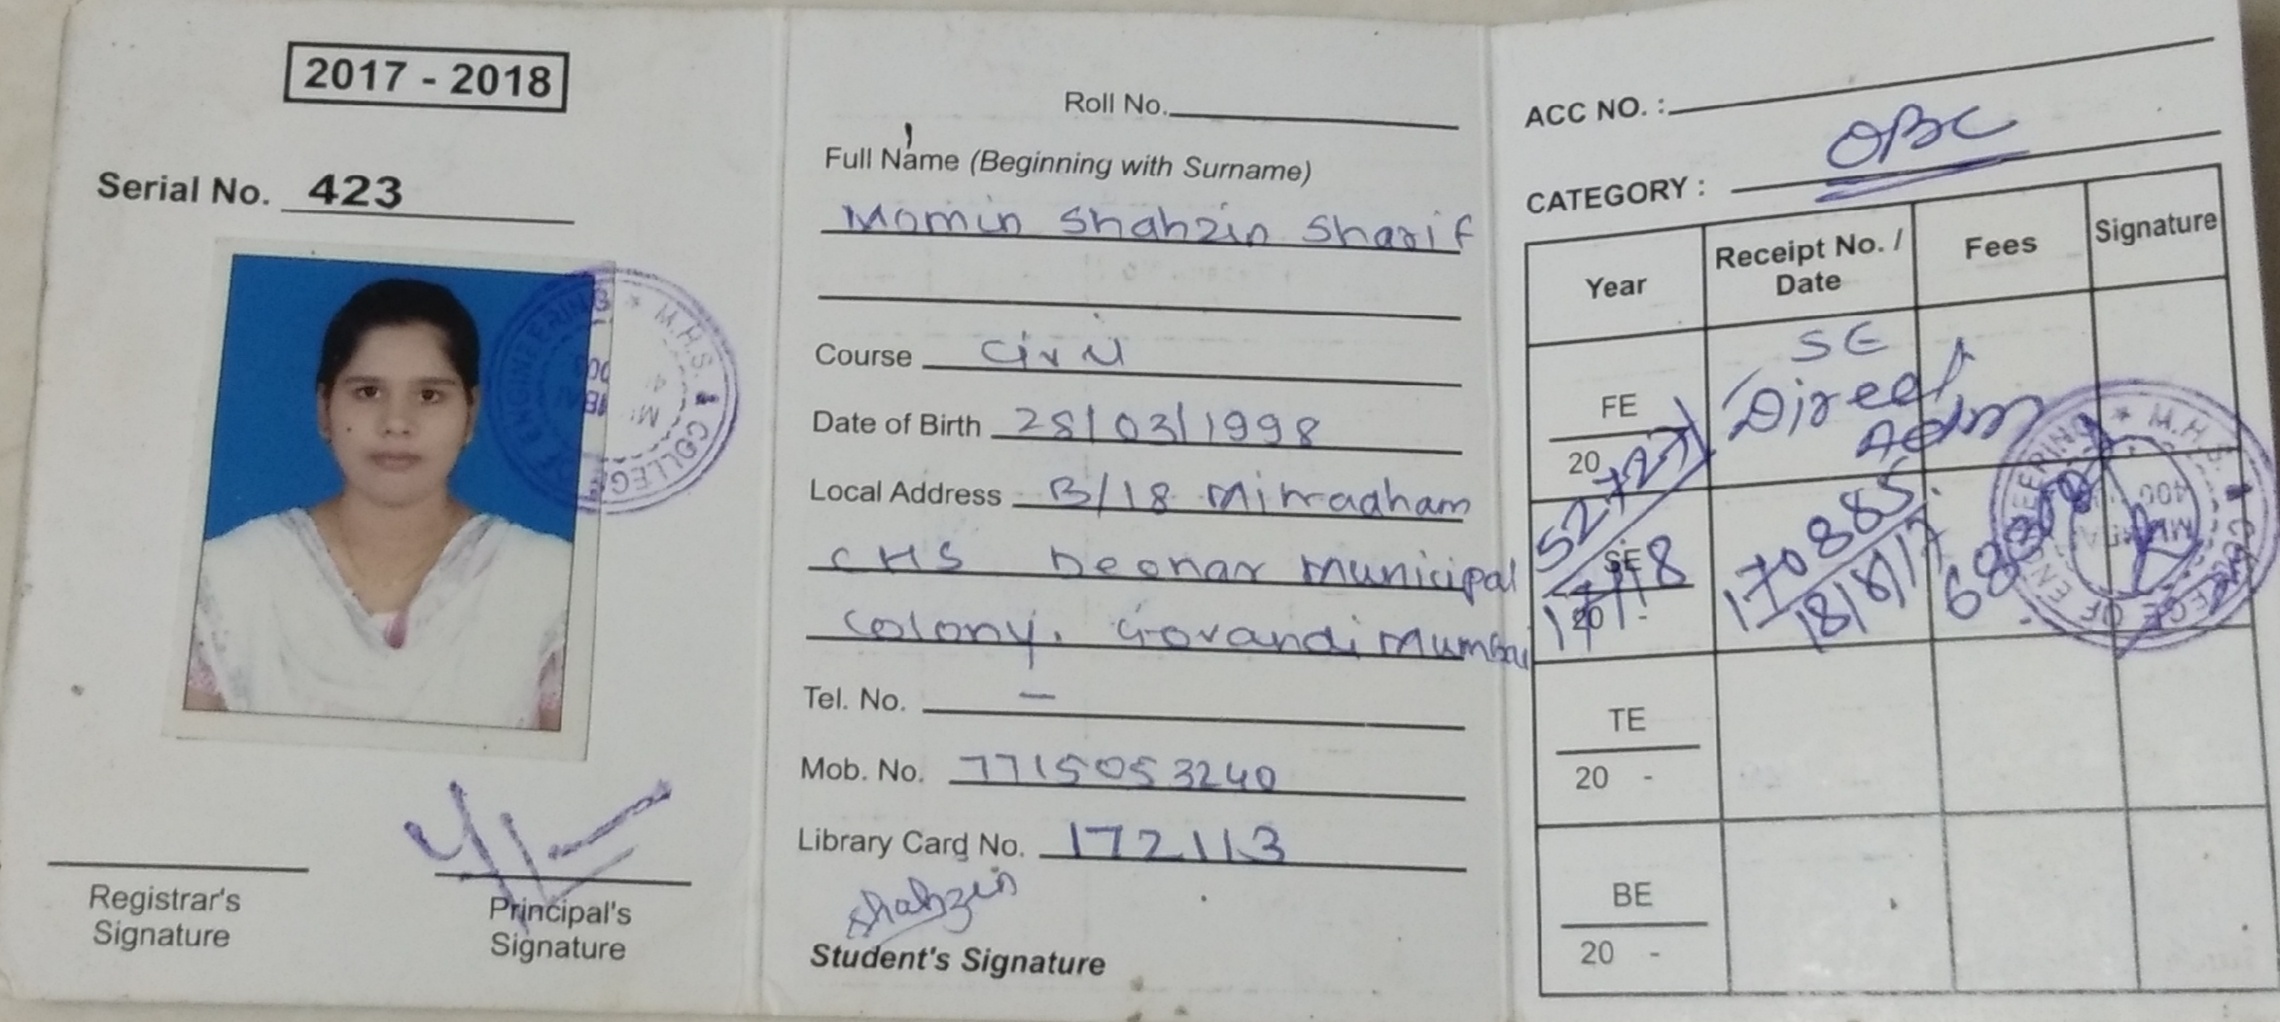 2017 - 2018
Serial No. 423
Registrar's
Signature
Principal's
Signature
Roll No.
Full Name (Beginning with Surname)
Momin Shahzin Sharif
Course Civil
Date of Birth 28/03/1998
Local Address B/18 Mitradham
CHS Deonar municipal
colony, Govandi Mumbai
Tel. No. —
Mob. No. 7715053240
Library Card No. 172113
Shahzin
Student's Signature
ACC NO. :
CATEGORY : OBC
Year Receipt No. / Date Fees Signature
FE
20
SE
Direct
Adm
SE
20 -
52727
17/18
170885
18/8/17
TE
20 -
BE
20 -
M.H.S.S. COLLEGE OF ENGINEERING
M.H.S.S. COLLEGE OF ENGINEERING